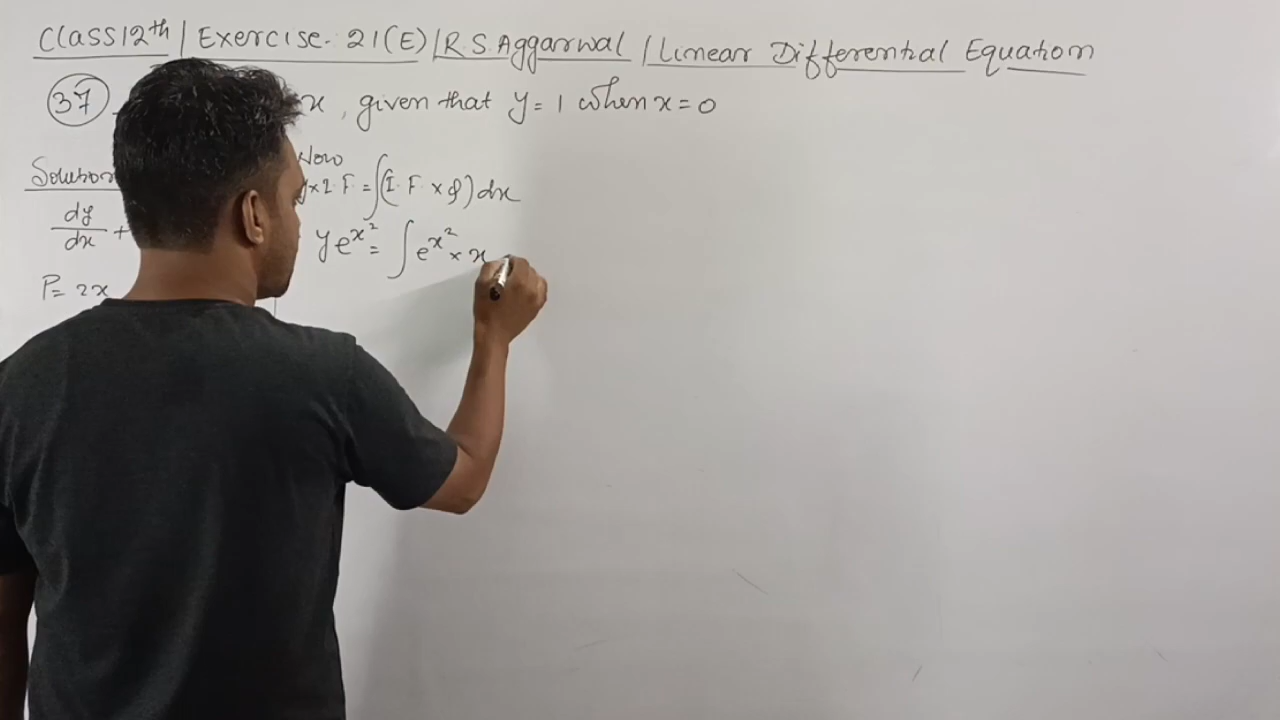 Class 12th | Exercise. 21(E) | R.S. Aggarwal | Linear Differential Equation
37 x, given that y = 1 when x = 0
Solution
dy/dx +
P = 2x
Now
y × I.F = ∫(I.F × Q) dx
y e^x² = ∫ e^x² × x